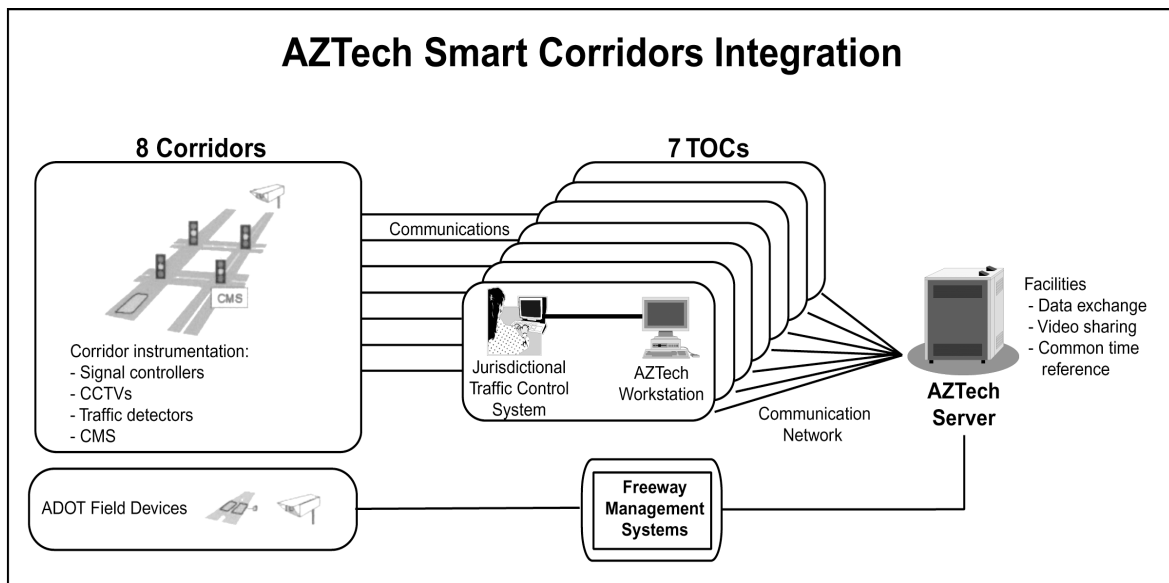 AZTech Smart Corridors Integration
8 Corridors
7 TOCs
Communications
CMS
Corridor instrumentation:
- Signal controllers
- CCTVs
- Traffic detectors
- CMS
Jurisdictional
Traffic Control
System
AZTech
Workstation
Communication
Network
Facilities
- Data exchange
- Video sharing
- Common time
reference
AZTech
Server
ADOT Field Devices
Freeway
Management
Systems